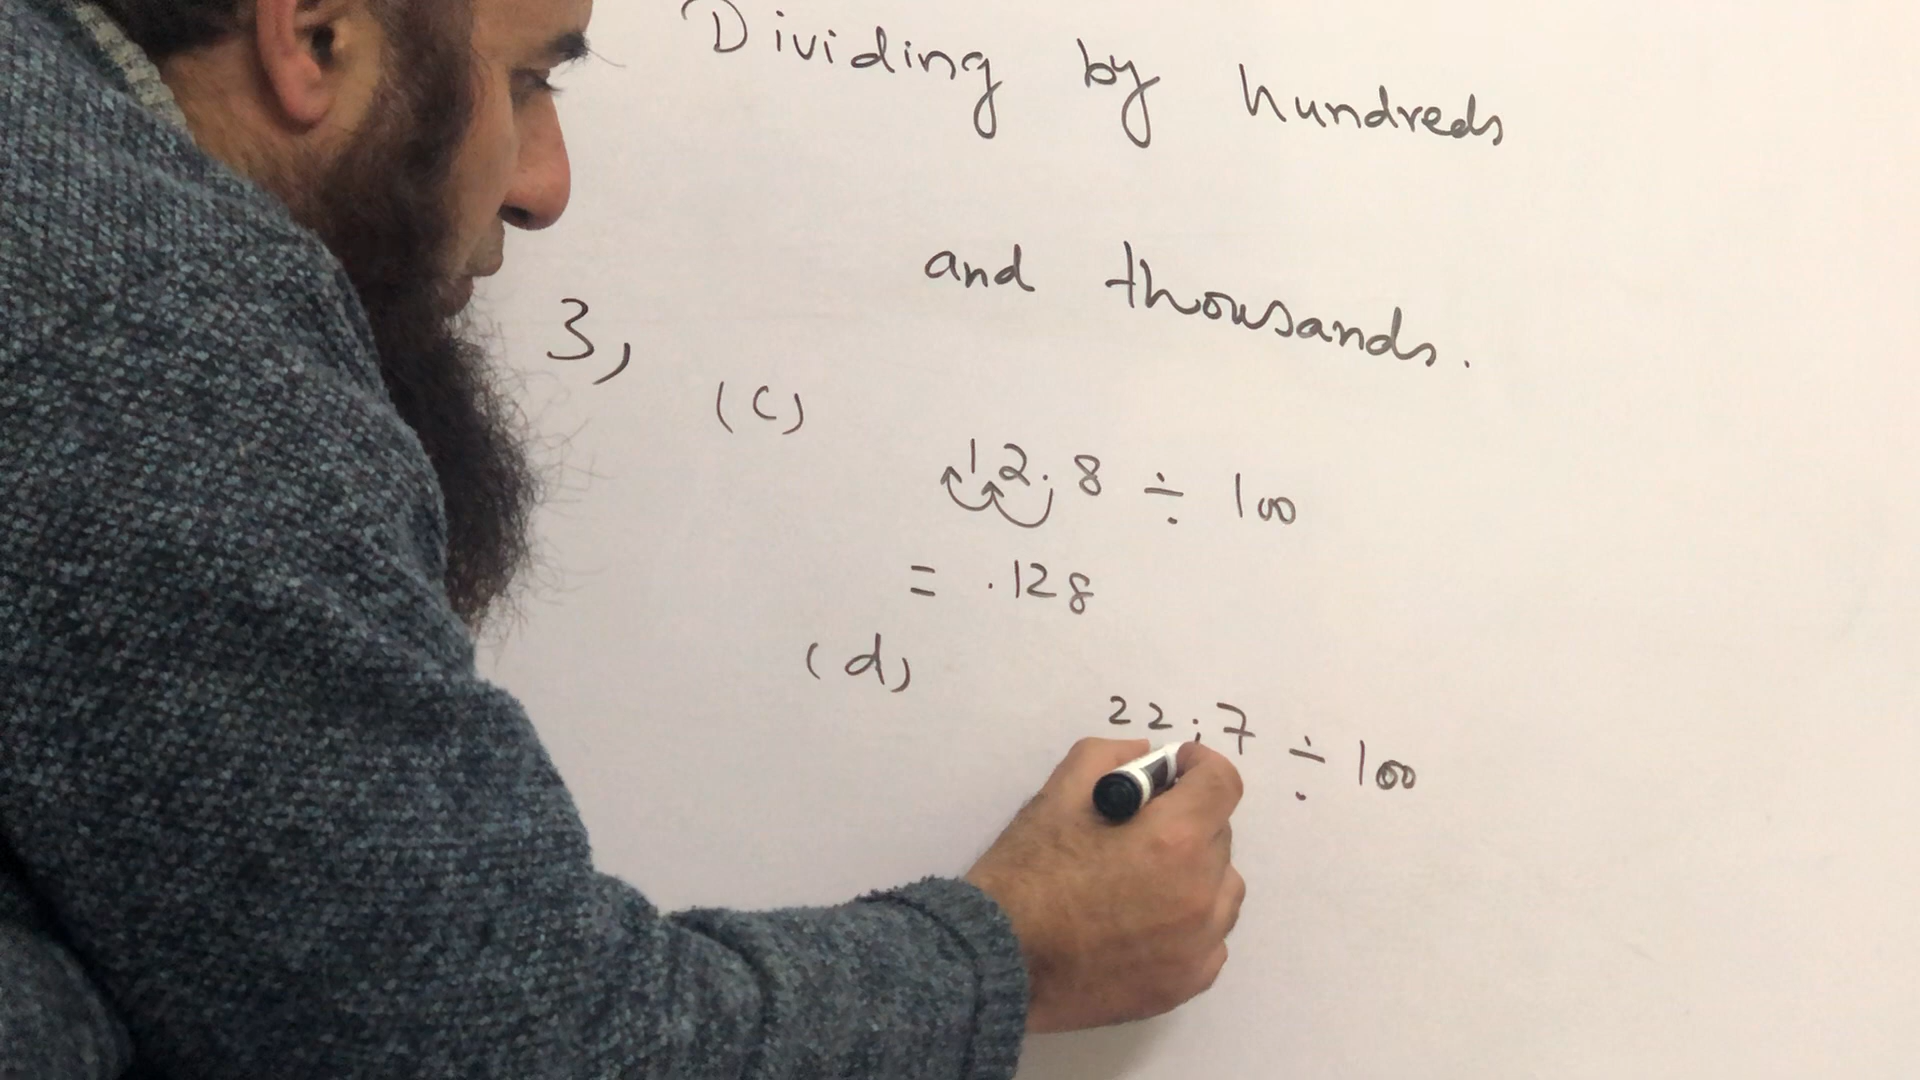 Dividing by hundreds
and thousands.
3,
(c)
12.8 ÷ 100
= .128
(d)
22.7 ÷ 100